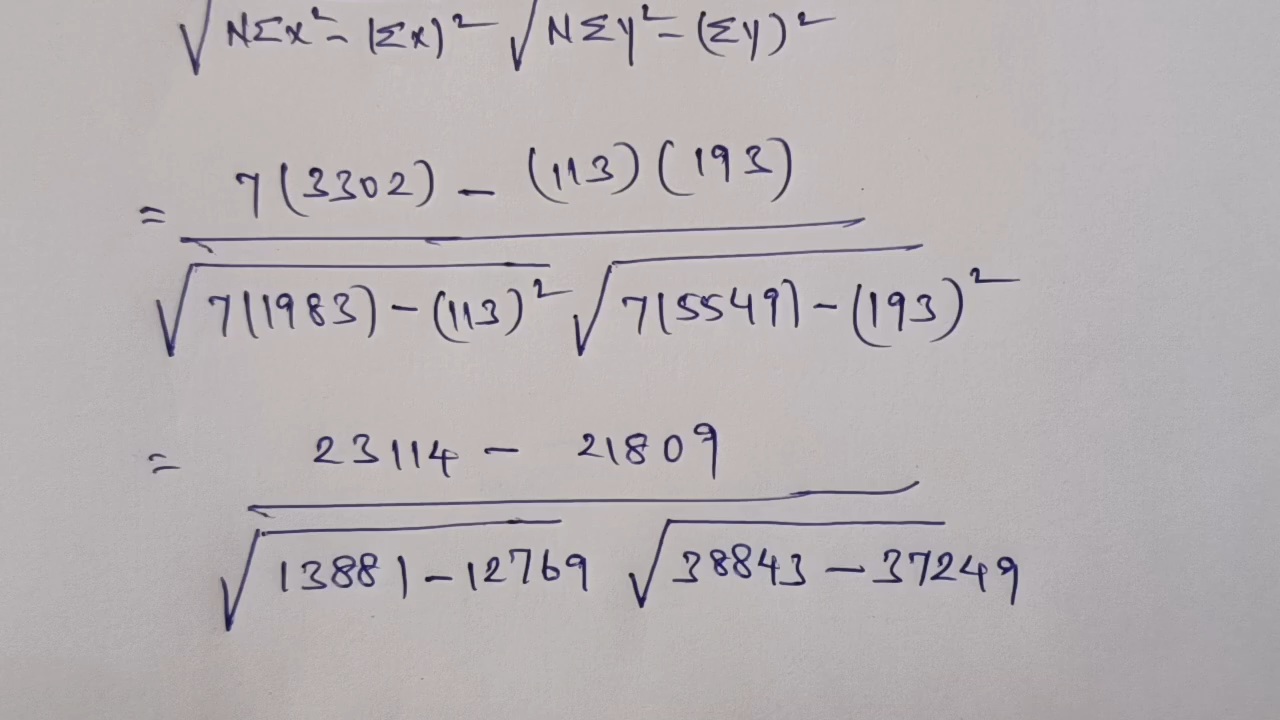 √NΣx² - (Σx)² √NΣy² - (Σy)²
= 7(3302) - (113)(193)
√7(1983) - (113)² √7(5549) - (193)²
= 23114 - 21809
√13881 - 12769 √38843 - 37249